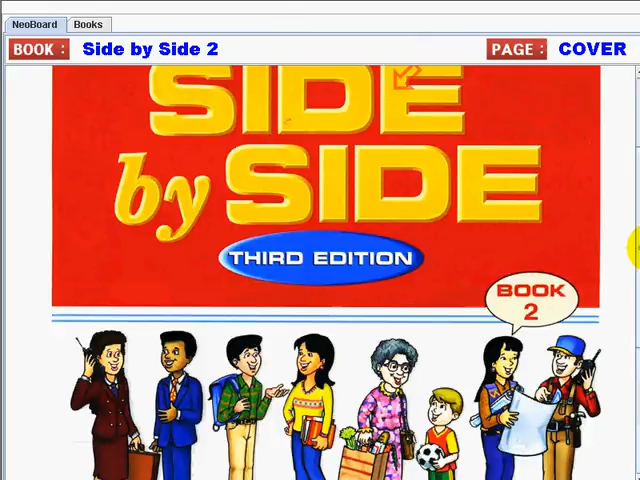 NeoBoard Books
BOOK : Side by Side 2 PAGE : COVER
SIDE
by SIDE
THIRD EDITION
BOOK
2